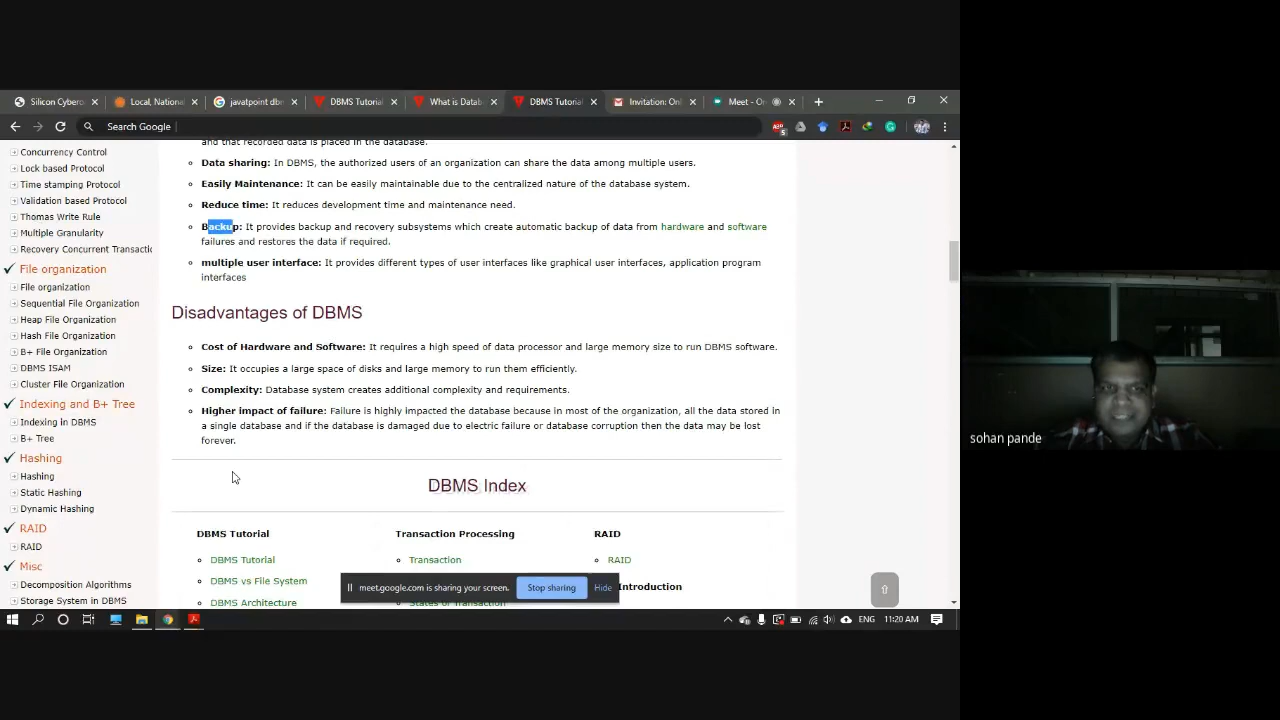 Silicon Cybero
Local, National
javatpoint dbm
DBMS Tutorial
What is Databa
DBMS Tutorial
Invitation: Onl
Meet - On
Search Google
and that recorded data is placed in the database.
Data sharing: In DBMS, the authorized users of an organization can share the data among multiple users.
Easily Maintenance: It can be easily maintainable due to the centralized nature of the database system.
Reduce time: It reduces development time and maintenance need.
Backup: It provides backup and recovery subsystems which create automatic backup of data from hardware and software
failures and restores the data if required.
multiple user interface: It provides different types of user interfaces like graphical user interfaces, application program
interfaces
Disadvantages of DBMS
Cost of Hardware and Software: It requires a high speed of data processor and large memory size to run DBMS software.
Size: It occupies a large space of disks and large memory to run them efficiently.
Complexity: Database system creates additional complexity and requirements.
Higher impact of failure: Failure is highly impacted the database because in most of the organization, all the data stored in
a single database and if the database is damaged due to electric failure or database corruption then the data may be lost
forever.
DBMS Index
DBMS Tutorial
DBMS Tutorial
DBMS vs File System
DBMS Architecture
Transaction Processing
Transaction
States of Transaction
RAID
RAID
Introduction
Concurrency Control
Lock based Protocol
Time stamping Protocol
Validation based Protocol
Thomas Write Rule
Multiple Granularity
Recovery Concurrent Transactio
File organization
File organization
Sequential File Organization
Heap File Organization
Hash File Organization
B+ File Organization
DBMS ISAM
Cluster File Organization
Indexing and B+ Tree
Indexing in DBMS
B+ Tree
Hashing
Hashing
Static Hashing
Dynamic Hashing
RAID
RAID
Misc
Decomposition Algorithms
Storage System in DBMS
meet.google.com is sharing your screen.
Stop sharing
Hide
ENG
11:20 AM
sohan pande